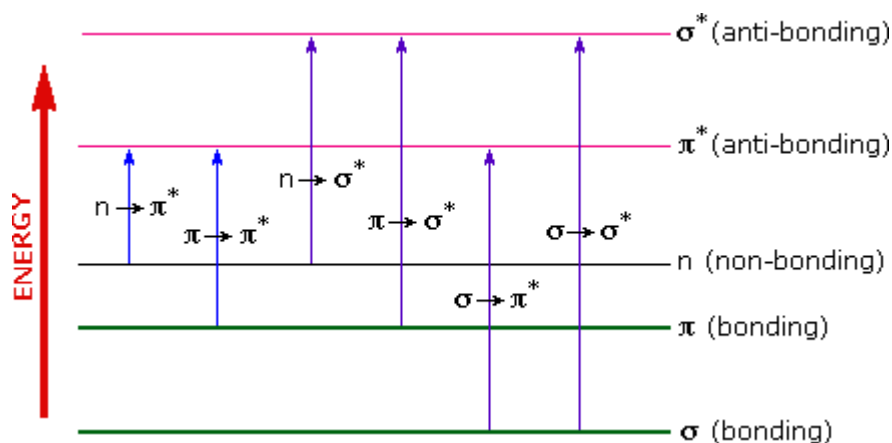 σ* (anti-bonding)
π* (anti-bonding)
n → σ*
n → π*
π → π*
π → σ*
σ → σ*
n (non-bonding)
σ → π*
π (bonding)
σ (bonding)
ENERGY